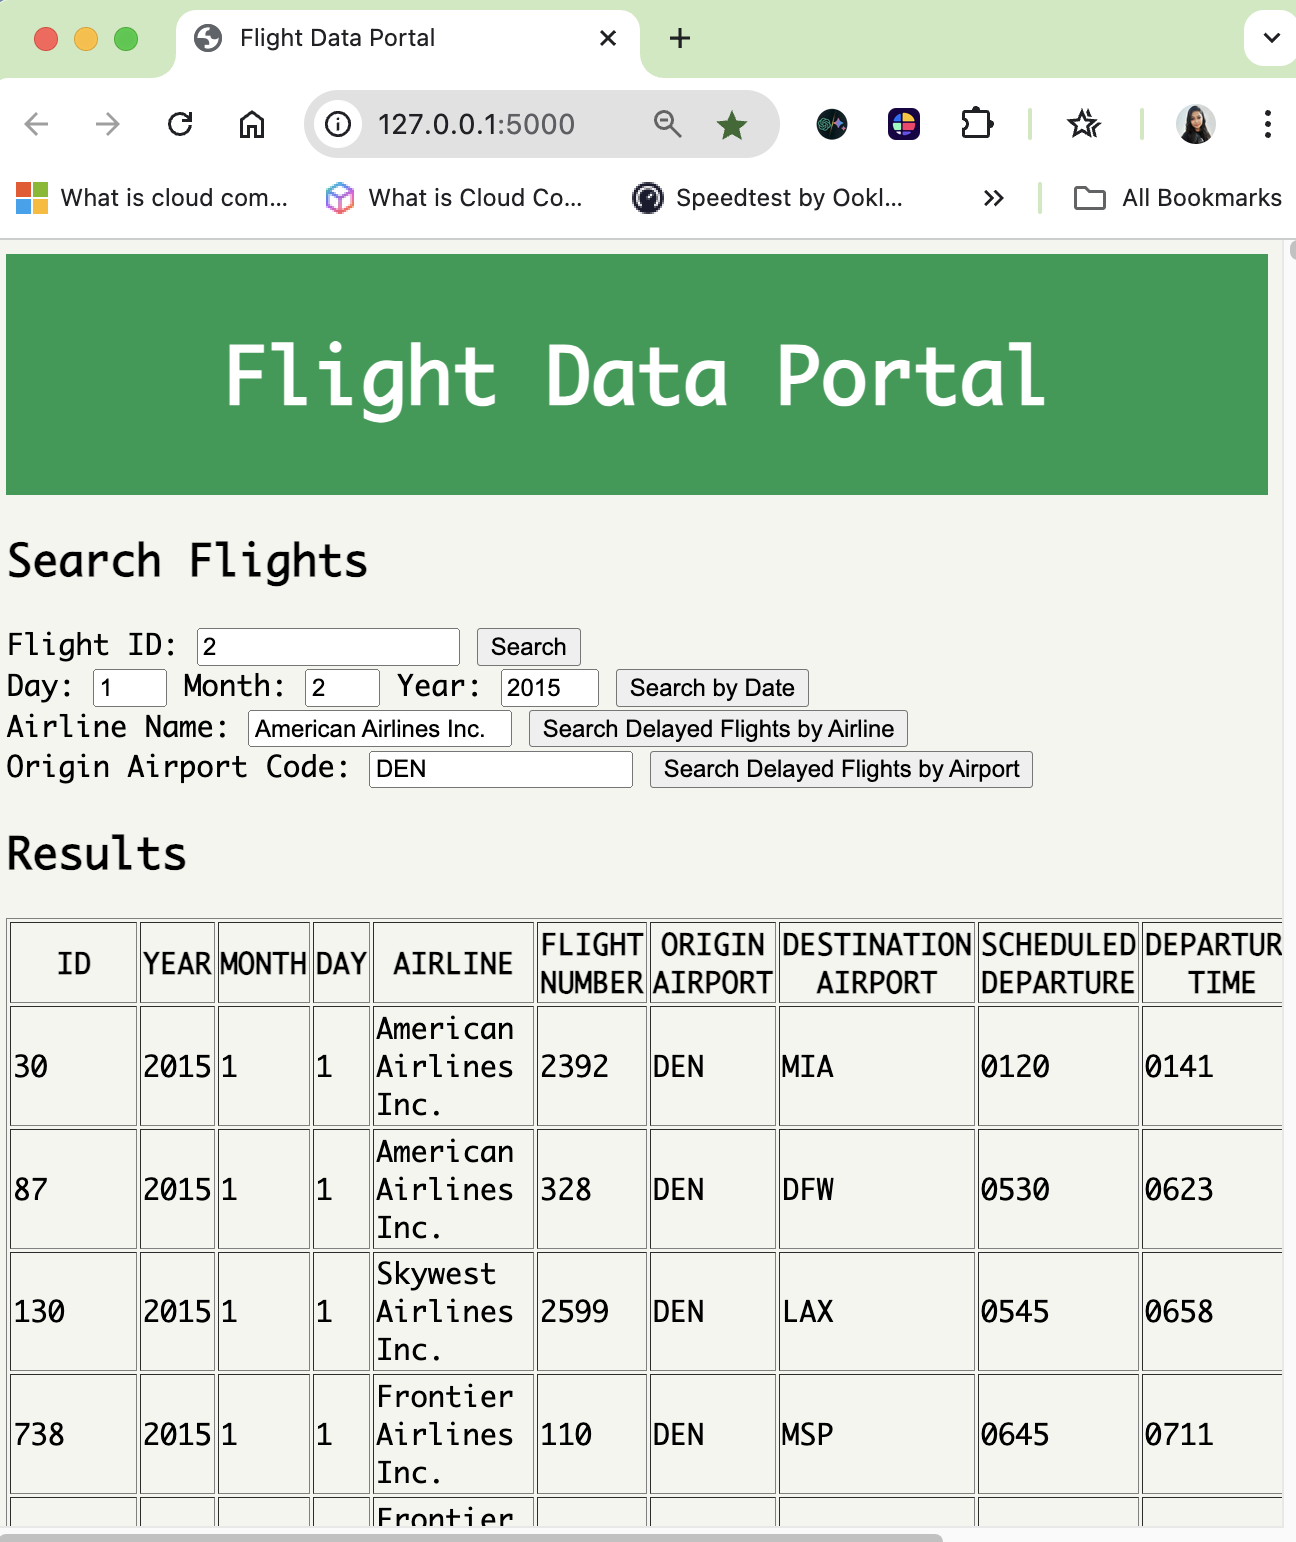 Flight Data Portal
127.0.0.1:5000
What is cloud com... What is Cloud Co... Speedtest by Ookl... All Bookmarks
Flight Data Portal
Search Flights
Flight ID: 2 Search
Day: 1 Month: 2 Year: 2015 Search by Date
Airline Name: American Airlines Inc. Search Delayed Flights by Airline
Origin Airport Code: DEN Search Delayed Flights by Airport
Results
ID YEAR MONTH DAY AIRLINE FLIGHT NUMBER ORIGIN AIRPORT DESTINATION AIRPORT SCHEDULED DEPARTURE DEPARTUR TIME
30 2015 1 1 American Airlines Inc. 2392 DEN MIA 0120 0141
87 2015 1 1 American Airlines Inc. 328 DEN DFW 0530 0623
130 2015 1 1 Skywest Airlines Inc. 2599 DEN LAX 0545 0658
738 2015 1 1 Frontier Airlines Inc. 110 DEN MSP 0645 0711
Frontier